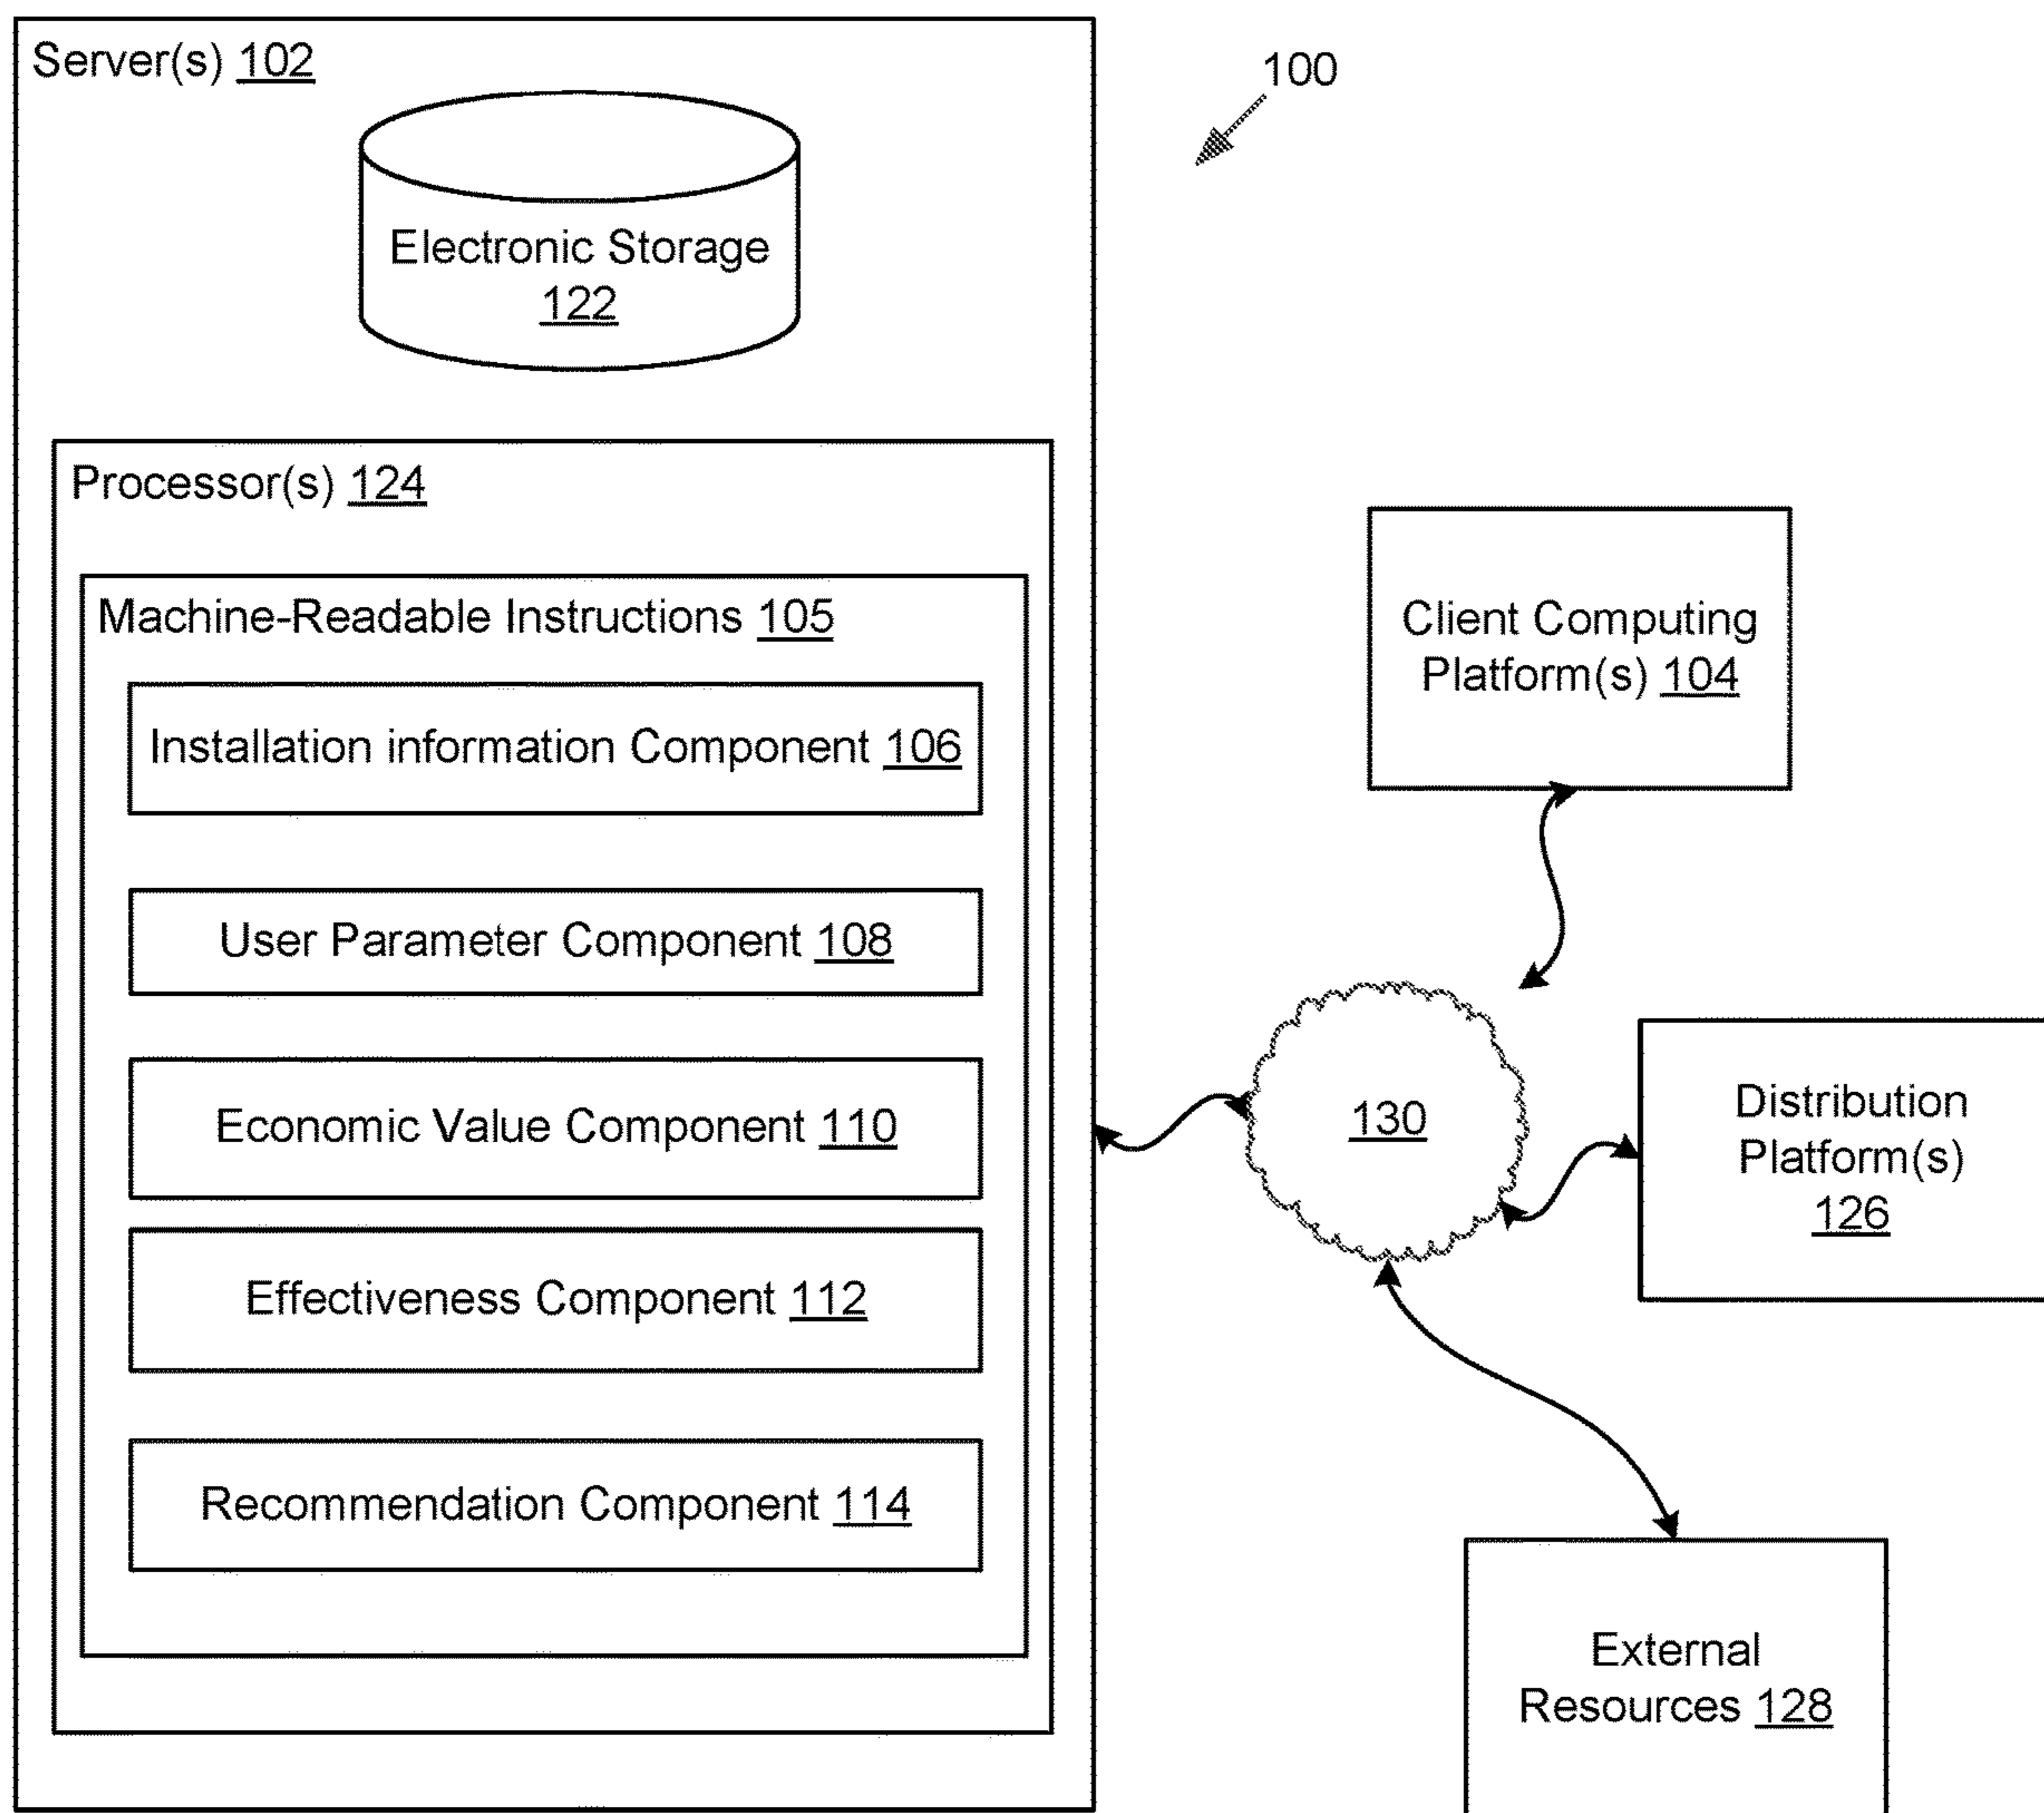 Server(s) 102
100
Electronic Storage
122
Processor(s) 124
Machine-Readable Instructions 105
Installation information Component 106
User Parameter Component 108
Economic Value Component 110
Effectiveness Component 112
Recommendation Component 114
Client Computing
Platform(s) 104
130
Distribution
Platform(s)
126
External
Resources 128